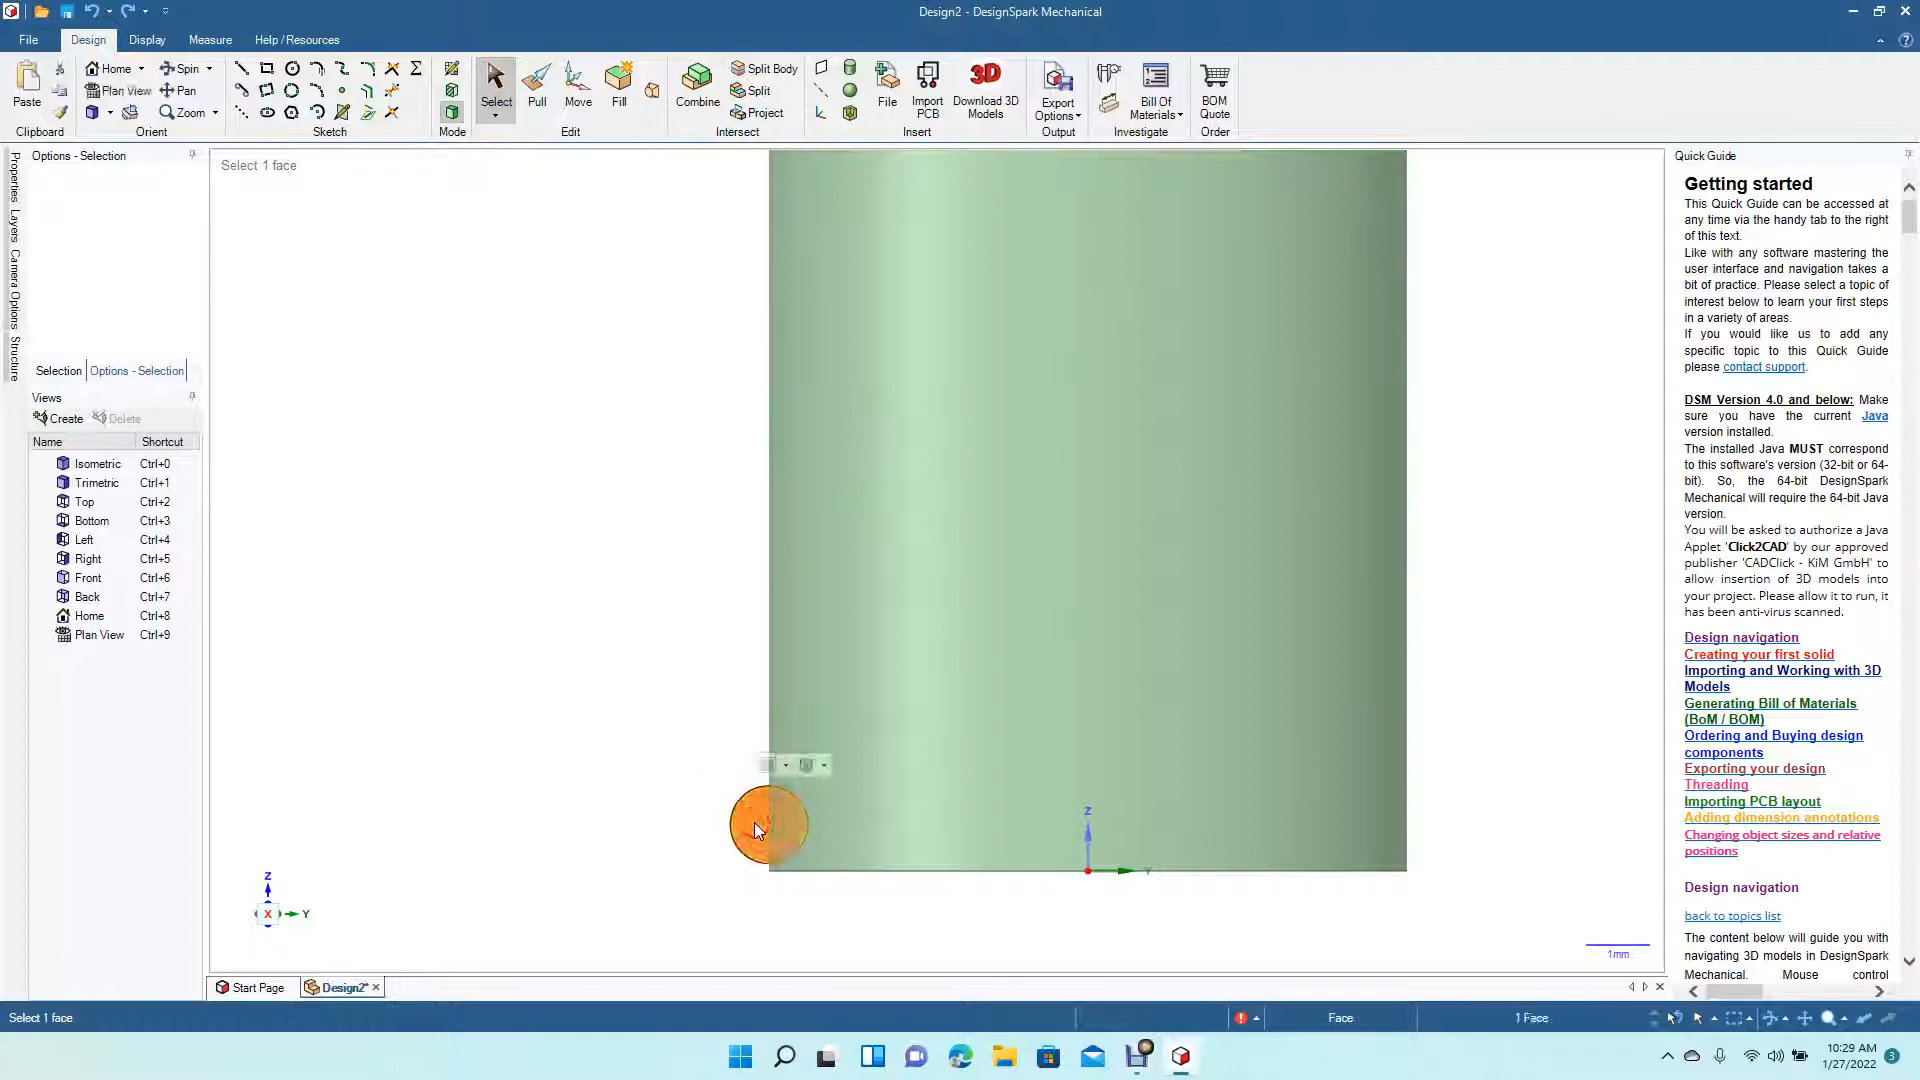 Design2 - DesignSpark Mechanical
File
Design
Display
Measure
Help / Resources
Paste
Home
Spin
Plan View
Pan
Zoom
Select
Pull
Move
Fill
Combine
Split Body
Split
Project
File
Import
PCB
Download 3D
Models
Export
Options
Bill Of
Materials
BOM
Quote
Clipboard
Orient
Sketch
Mode
Edit
Intersect
Insert
Output
Investigate
Order
Properties
Layers
Camera Options
Structure
Options - Selection
Selection
Options - Selection
Views
Create
Delete
Name
Shortcut
Isometric Ctrl+0
Trimetric Ctrl+1
Top Ctrl+2
Bottom Ctrl+3
Left Ctrl+4
Right Ctrl+5
Front Ctrl+6
Back Ctrl+7
Home Ctrl+8
Plan View Ctrl+9
Select 1 face
Z
Y
Z
X
Y
1mm
Quick Guide
Getting started
This Quick Guide can be accessed at
any time via the handy tab to the right
of this text.
Like with any software mastering the
user interface and navigation takes a
bit of practice. Please select a topic of
interest below to learn your first steps
in a variety of areas.
If you would like us to add any
specific topic to this Quick Guide
please contact support.
DSM Version 4.0 and below: Make
sure you have the current Java
version installed.
The installed Java MUST correspond
to this software's version (32-bit or 64-
bit). So, the 64-bit DesignSpark
Mechanical will require the 64-bit Java
version.
You will be asked to authorize a Java
Applet 'Click2CAD' by our approved
publisher 'CADClick - KiM GmbH' to
allow insertion of 3D models into
your project. Please allow it to run, it
has been anti-virus scanned.
Design navigation
Creating your first solid
Importing and Working with 3D
Models
Generating Bill of Materials
(BoM / BOM)
Ordering and Buying design
components
Exporting your design
Threading
Importing PCB layout
Adding dimension annotations
Changing object sizes and relative
positions
Design navigation
back to topics list
The content below will guide you with
navigating 3D models in DesignSpark
Mechanical. Mouse control
Start Page
Design2*
Select 1 face
Face
1 Face
10:29 AM
1/27/2022
3